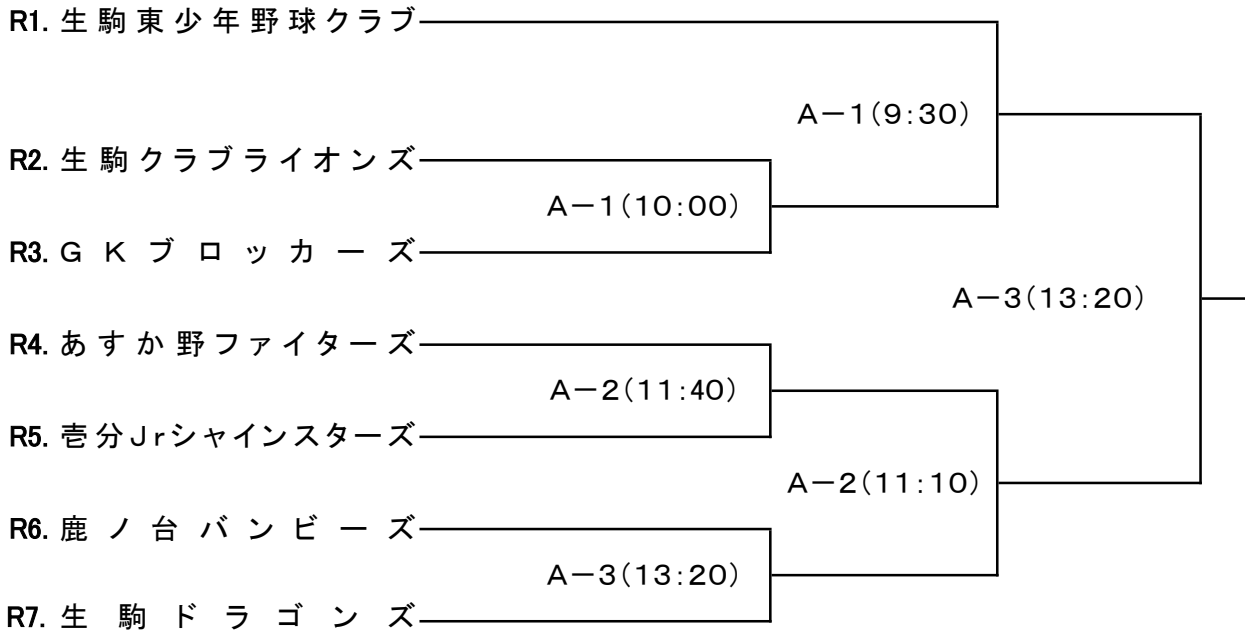 R1. 生駒東少年野球クラブ
A－1（9：30）
R2. 生駒クラブライオンズ
A－1（10：00）
R3. ＧＫブロッカーズ
A－3（13：20）
R4. あすか野ファイターズ
A－2（11：40）
R5. 壱分Ｊｒシャインスターズ
A－2（11：10）
R6. 鹿ノ台バンビーズ
A－3（13：20）
R7. 生駒ドラゴンズ